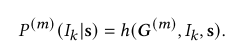 P^{(m)}(I_k|𝐬) = h(𝑮^{(m)}, I_k, 𝐬).